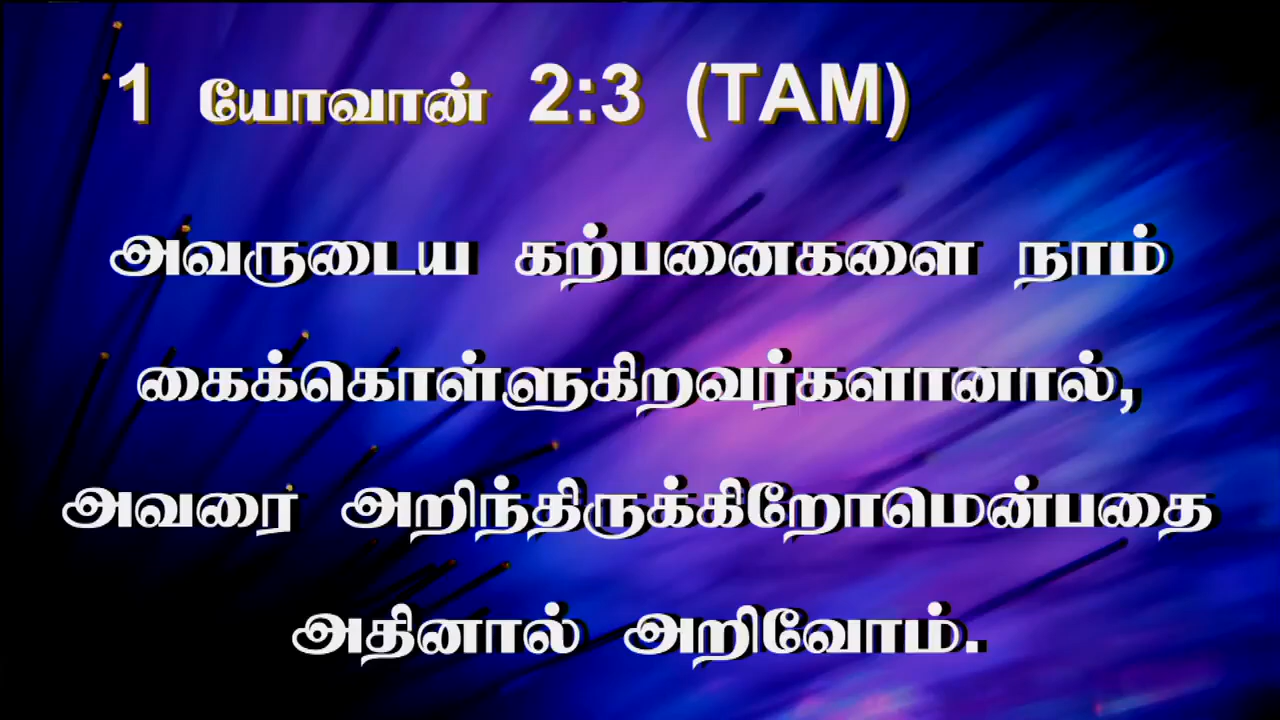 1 யோவான் 2:3 (TAM)
அவருடைய கற்பனைகளை நாம்
கைக்கொள்ளுகிறவர்களானால்,
அவரை அறிந்திருக்கிறோமென்பதை
அதினால் அறிவோம்.